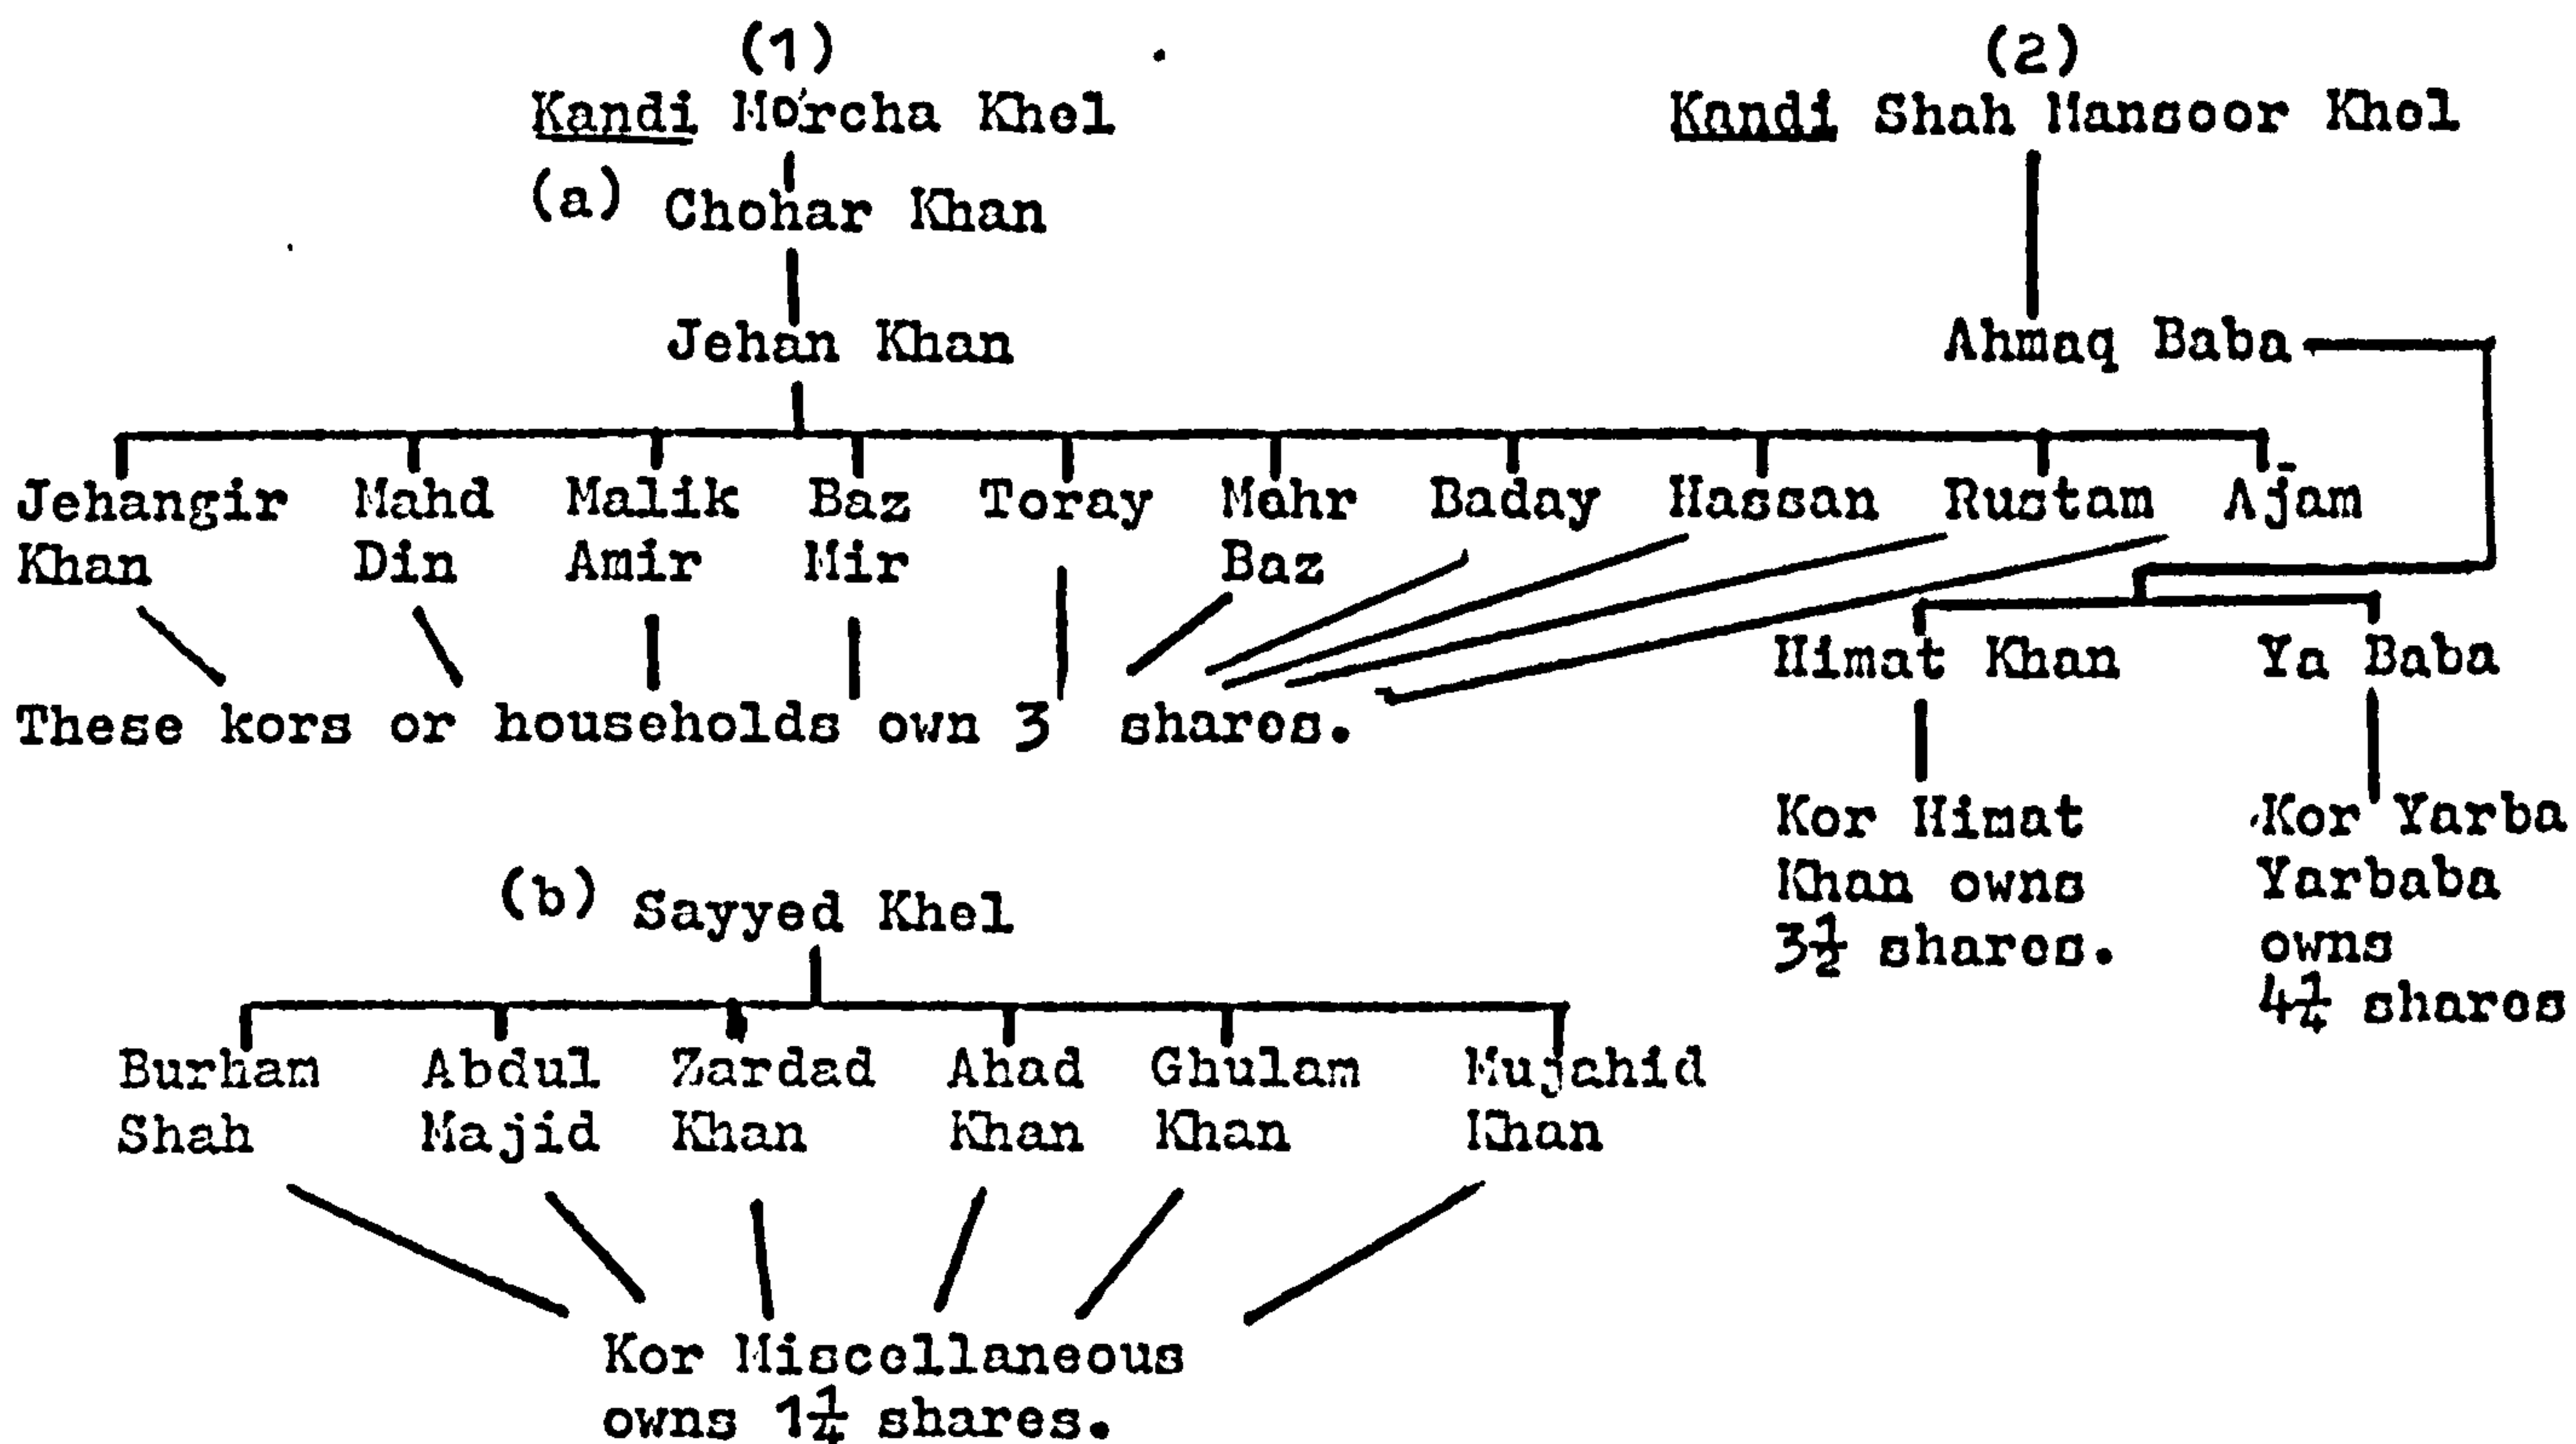 (1)
Kandi Morcha Khel
(a) Chohar Khan
Jehan Khan
Jehangir Khan
Mahd Din
Malik Amir
Baz Mir
Toray
Mehr Baz
Baday
Hassan
Rustam
Ajam
These kors or households own 3 shares.
(b) Sayyed Khel
Burham Shah
Abdul Majid
Zardad Khan
Ahad Khan
Ghulam Khan
Mujahid Khan
Kor Miscellaneous
owns 1¼ shares.
(2)
Kandi Shah Mansoor Khel
Ahmaq Baba
Himat Khan
Ya Baba
Kor Himat
Khan owns
3½ shares.
Kor Yarba
Yarbaba
owns
4¼ shares